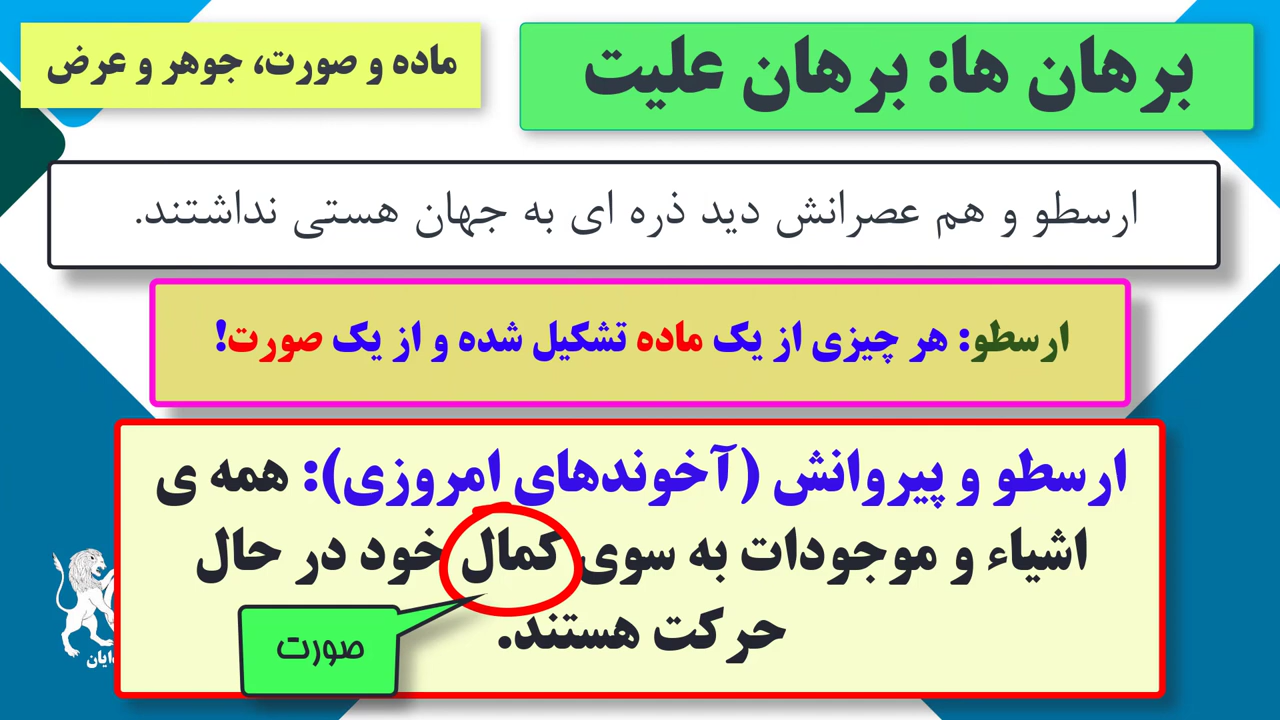 برهان ها: برهان علیت
ماده و صورت، جوهر و عرض
ارسطو و هم عصرانش دید ذره ای به جهان هستی نداشتند.
ارسطو: هر چیزی از یک ماده تشکیل شده و از یک صورت!
ارسطو و پیروانش (آخوندهای امروزی): همه ی
اشیاء و موجودات به سوی کمال خود در حال
حرکت هستند.
صورت